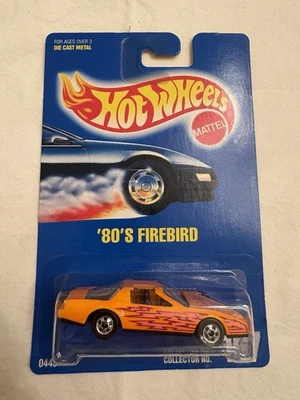 FOR AGES OVER 3
DIE CAST METAL
Hot Wheels
MATTEL
'80'S FIREBIRD
COLLECTOR NO.